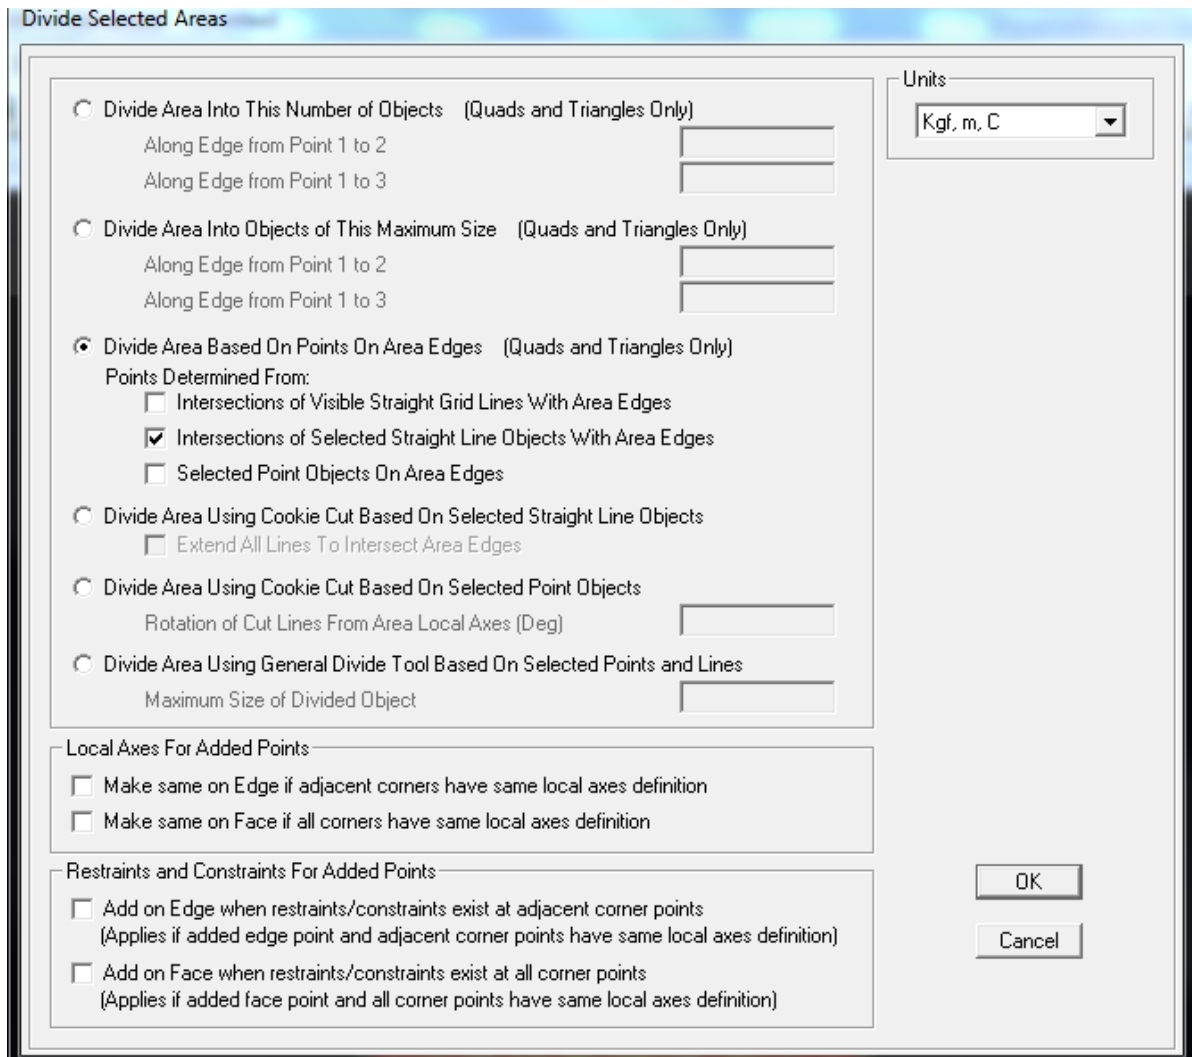 Divide Selected Areas
Divide Area Into This Number of Objects (Quads and Triangles Only)
Along Edge from Point 1 to 2
Along Edge from Point 1 to 3
Divide Area Into Objects of This Maximum Size (Quads and Triangles Only)
Along Edge from Point 1 to 2
Along Edge from Point 1 to 3
Divide Area Based On Points On Area Edges (Quads and Triangles Only)
Points Determined From:
Intersections of Visible Straight Grid Lines With Area Edges
Intersections of Selected Straight Line Objects With Area Edges
Selected Point Objects On Area Edges
Divide Area Using Cookie Cut Based On Selected Straight Line Objects
Extend All Lines To Intersect Area Edges
Divide Area Using Cookie Cut Based On Selected Point Objects
Rotation of Cut Lines From Area Local Axes (Deg)
Divide Area Using General Divide Tool Based On Selected Points and Lines
Maximum Size of Divided Object
Local Axes For Added Points
Make same on Edge if adjacent corners have same local axes definition
Make same on Face if all corners have same local axes definition
Restraints and Constraints For Added Points
Add on Edge when restraints/constraints exist at adjacent corner points
(Applies if added edge point and adjacent corner points have same local axes definition)
Add on Face when restraints/constraints exist at all corner points
(Applies if added face point and all corner points have same local axes definition)
Units
Kgf, m, C
OK
Cancel